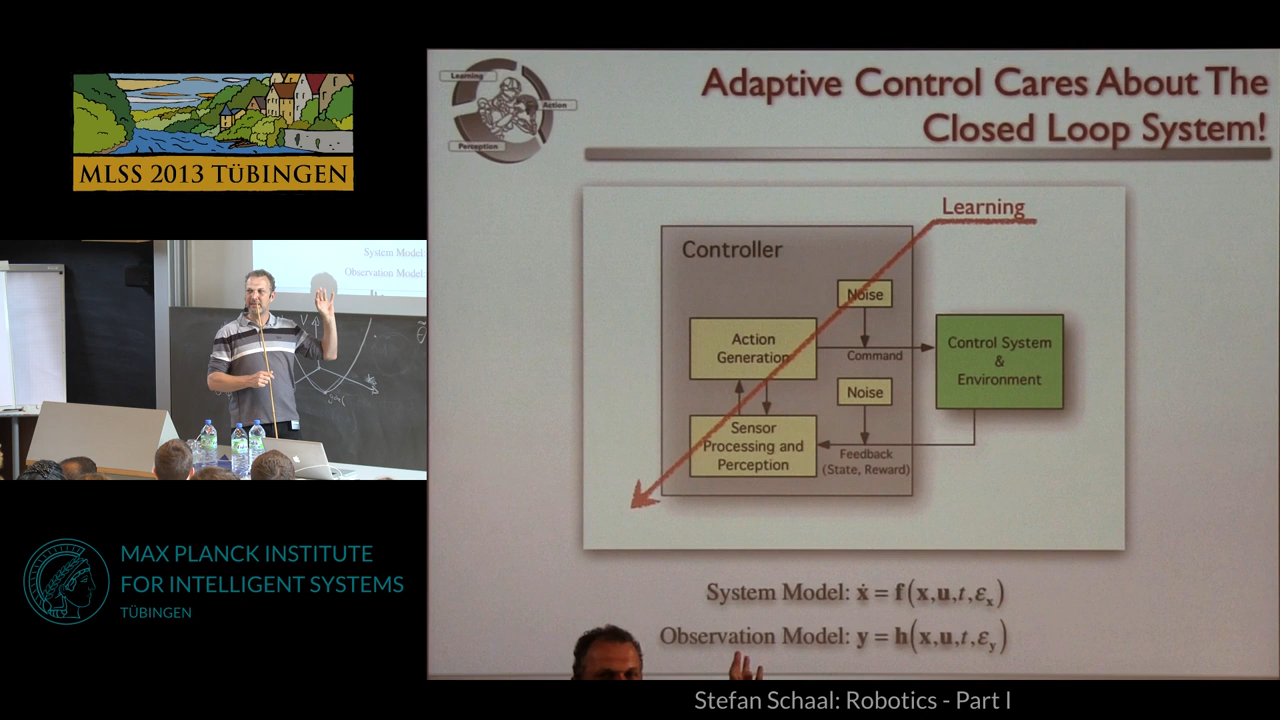 MLSS 2013 TÜBINGEN
System Model:
Observation Model:
MAX PLANCK INSTITUTE
FOR INTELLIGENT SYSTEMS
TÜBINGEN
Learning
Action
Perception
Adaptive Control Cares About The
Closed Loop System!
Learning
Controller
Noise
Action
Generation
Command
Control System
&
Environment
Noise
Sensor
Processing and
Perception
Feedback
(State, Reward)
System Model: ẋ = f(x,u,t,εₓ)
Observation Model: y = h(x,u,t,ε_y)
Stefan Schaal: Robotics - Part I